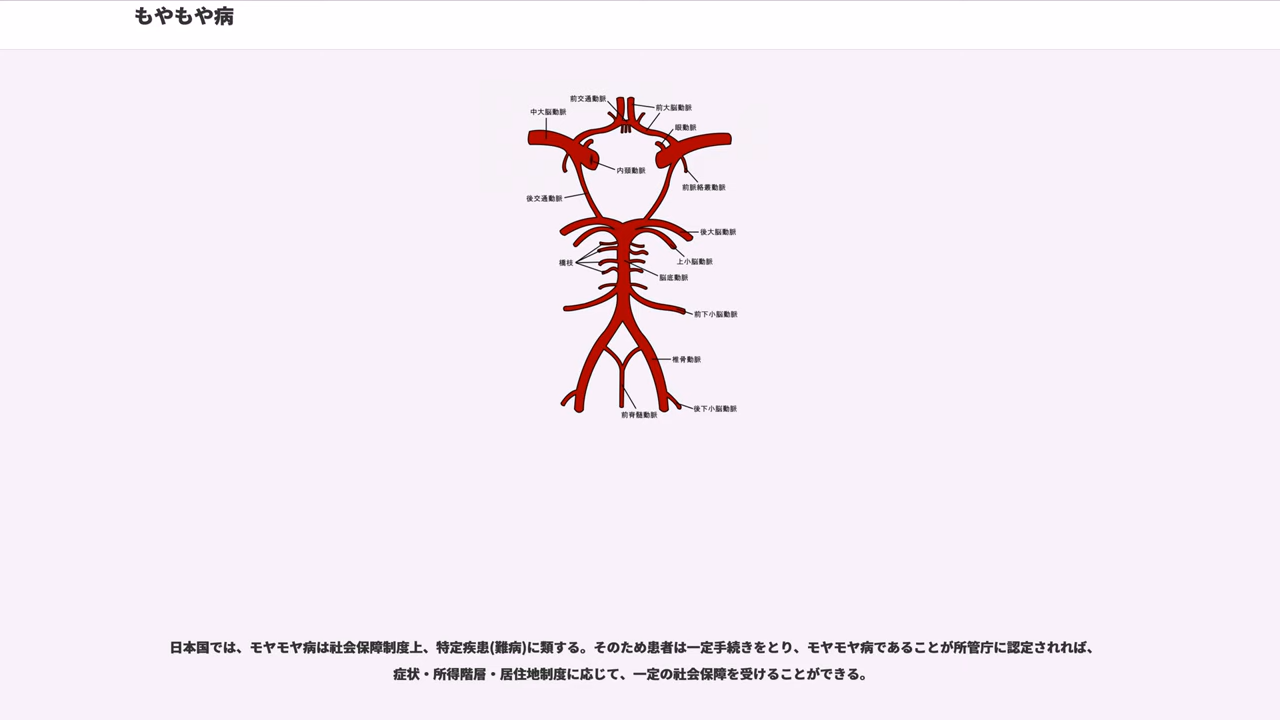 もやもや病
前交通動脈
前大脳動脈
中大脳動脈
眼動脈
内頚動脈
前脈絡叢動脈
後交通動脈
後大脳動脈
上小脳動脈
橋枝
脳底動脈
前下小脳動脈
椎骨動脈
後下小脳動脈
前脊髄動脈
日本国では、モヤモヤ病は社会保障制度上、特定疾患(難病)に類する。そのため患者は一定手続きをとり、モヤモヤ病であることが所管庁に認定されれば、
症状・所得階層・居住地制度に応じて、一定の社会保障を受けることができる。